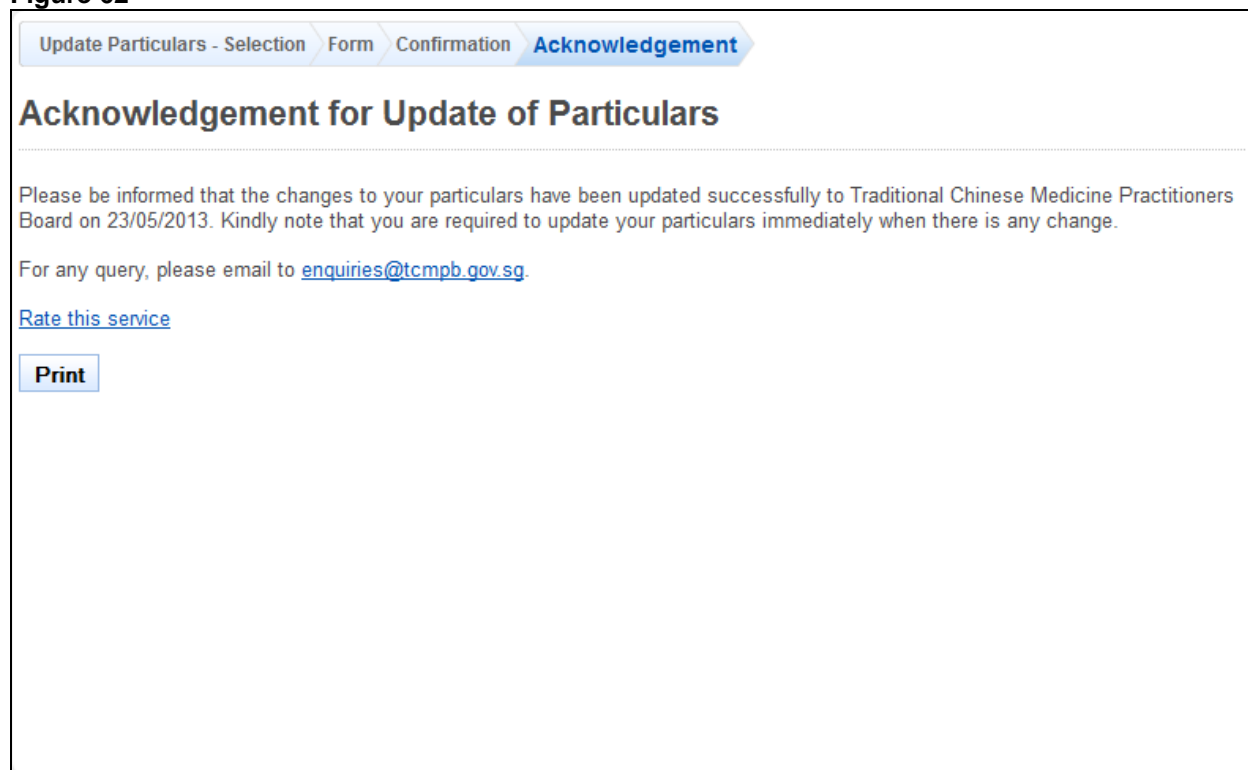 Figure 62
Update Particulars - Selection Form Confirmation Acknowledgement
Acknowledgement for Update of Particulars
Please be informed that the changes to your particulars have been updated successfully to Traditional Chinese Medicine Practitioners
Board on 23/05/2013. Kindly note that you are required to update your particulars immediately when there is any change.
For any query, please email to enquiries@tcmpb.gov.sg.
Rate this service
Print